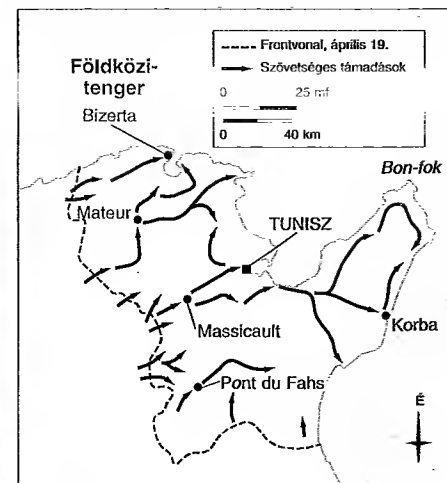 Frontvonal, április 19.
Szövetséges támadások
0 25 mf
0 40 km
Földközi-
tenger
Bizerta
Bon-fok
Mateur
TUNISZ
Massicault
Korba
Pont du Fahs
É